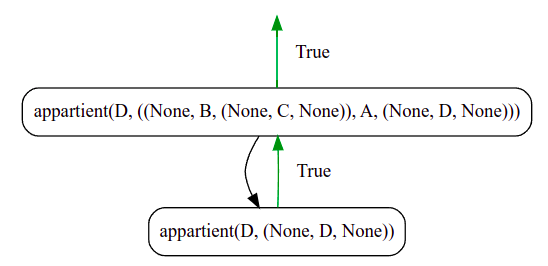 True
appartient(D, ((None, B, (None, C, None)), A, (None, D, None)))
True
appartient(D, (None, D, None))